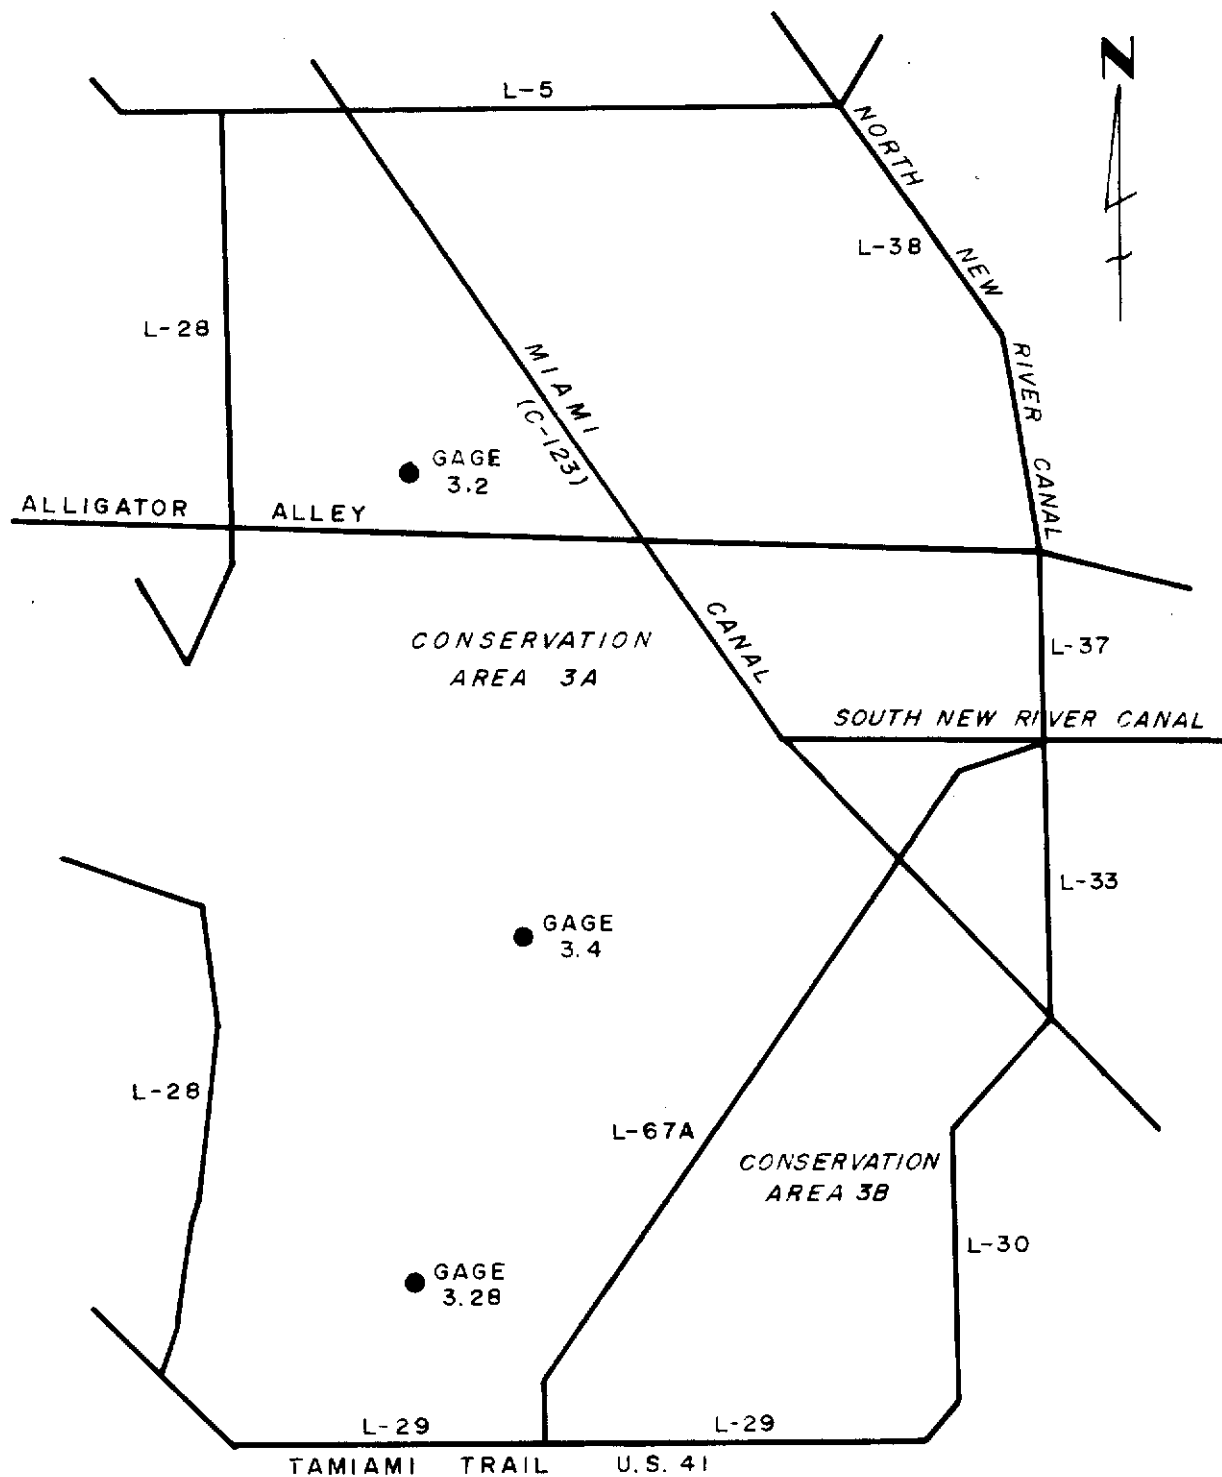 N
L-5
NORTH NEW RIVER CANAL
L-38
L-28
MIAMI CANAL
(C-123)
GAGE
3.2
ALLIGATOR ALLEY
CONSERVATION
AREA 3A
L-37
SOUTH NEW RIVER CANAL
L-33
GAGE
3.4
L-28
L-67A
CONSERVATION
AREA 3B
L-30
GAGE
3.28
L-29
L-29
TAMIAMI TRAIL U.S. 41